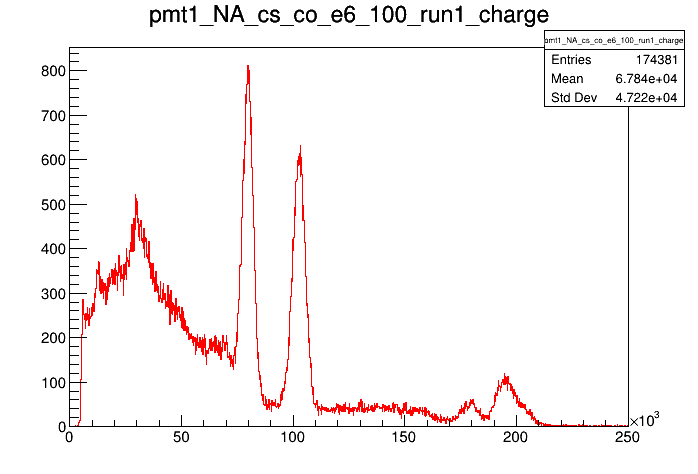 pmt1_NA_cs_co_e6_100_run1_charge
pmt1_NA_cs_co_e6_100_run1_charge
Entries 174381
Mean 6.784e+04
Std Dev 4.722e+04
800
700
600
500
400
300
200
100
0
0 50 100 150 200 250
×10³